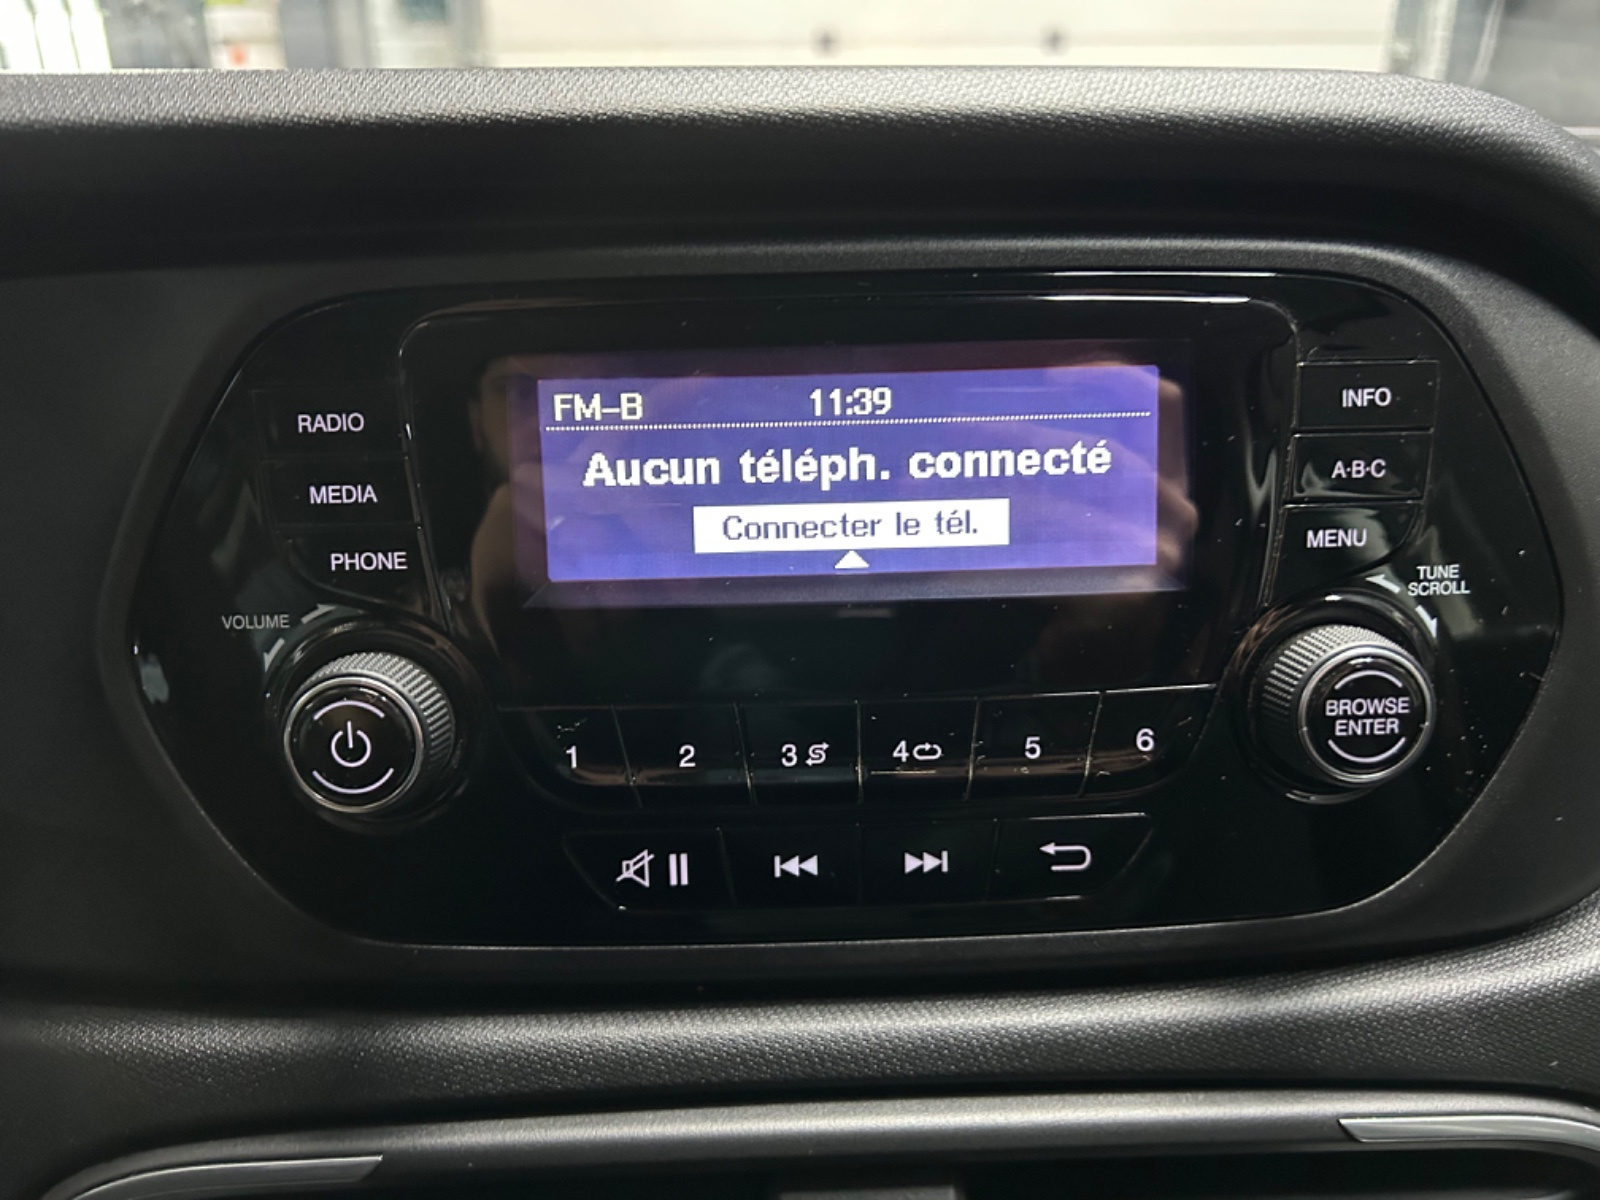 FM-B 11:39
Aucun téléph. connecté
Connecter le tél.
RADIO
MEDIA
PHONE
VOLUME
INFO
A·B·C
MENU
TUNE
SCROLL
BROWSE
ENTER
1 2 3 4 5 6